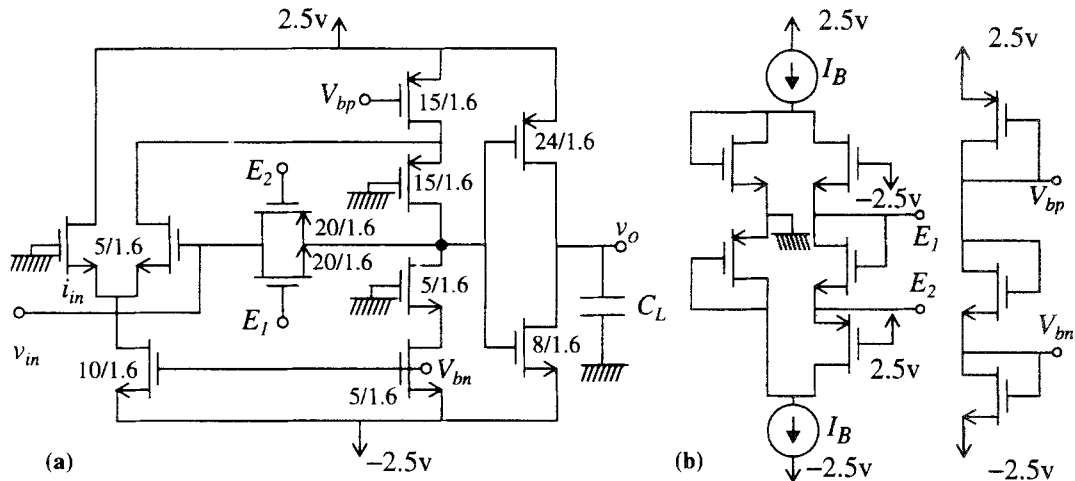 2.5v
V_bp
15/1.6
24/1.6
E_2
15/1.6
20/1.6
5/1.6
20/1.6
v_o
i_in
5/1.6
C_L
E_1
v_in
8/1.6
10/1.6
V_bn
5/1.6
(a)
−2.5v
2.5v
I_B
2.5v
−2.5v
V_bp
E_1
E_2
V_bn
2.5v
I_B
(b)
−2.5v
−2.5v